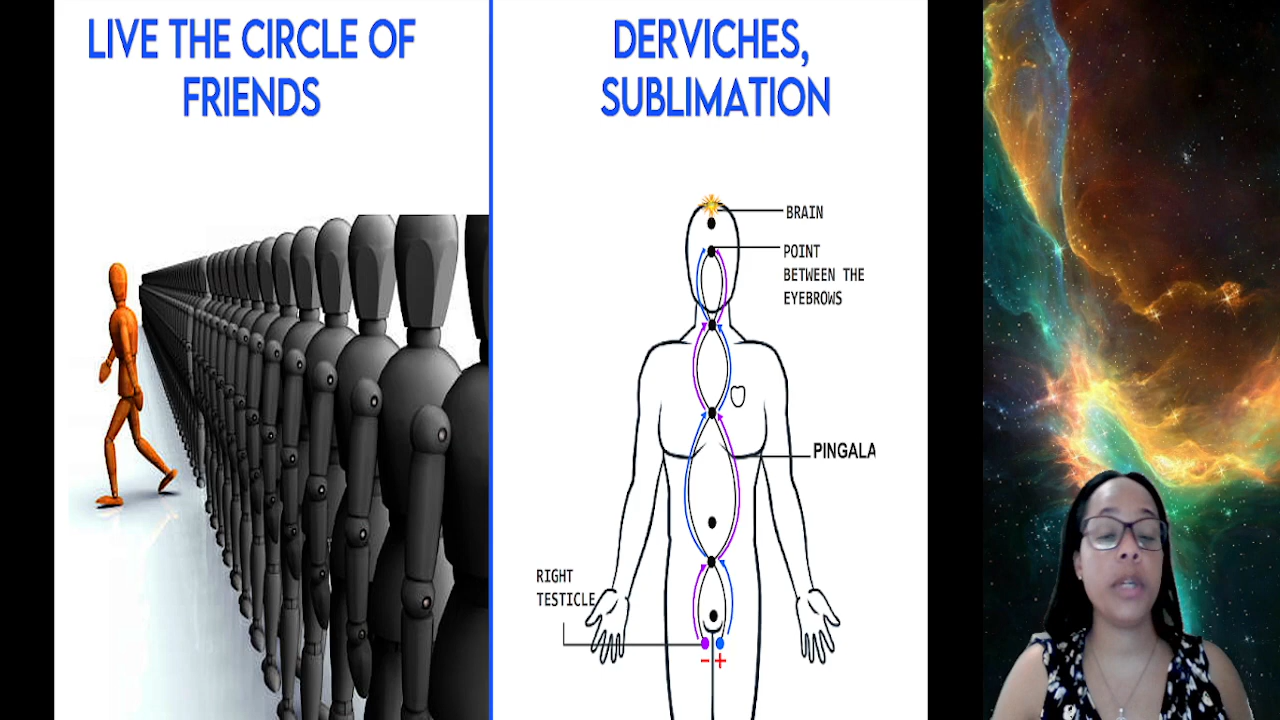 LIVE THE CIRCLE OF
FRIENDS
DERVICHES,
SUBLIMATION
BRAIN
POINT
BETWEEN THE
EYEBROWS
PINGALA
RIGHT
TESTICLE
- +